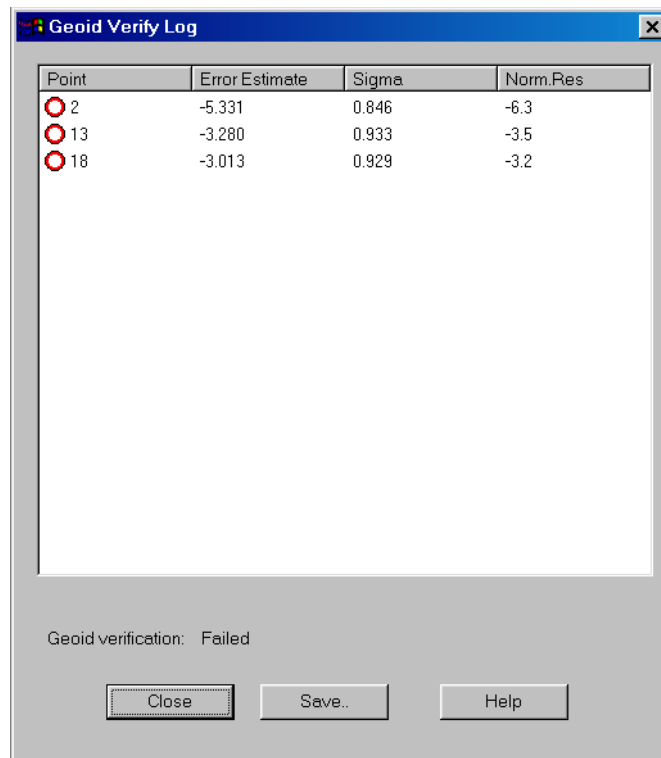 Geoid Verify Log
Point Error Estimate Sigma Norm.Res
2 -5.331 0.846 -6.3
13 -3.280 0.933 -3.5
18 -3.013 0.929 -3.2
Geoid verification: Failed
Close Save.. Help